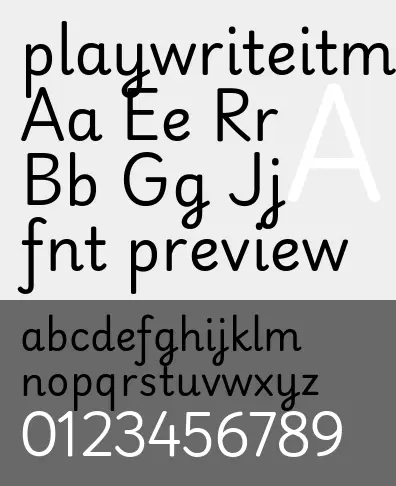 playwriteitm
Aa Ee Rr
A
Bb Gg Jj
fnt preview
abcdefghijklm
nopqrstuvwxyz
0123456789